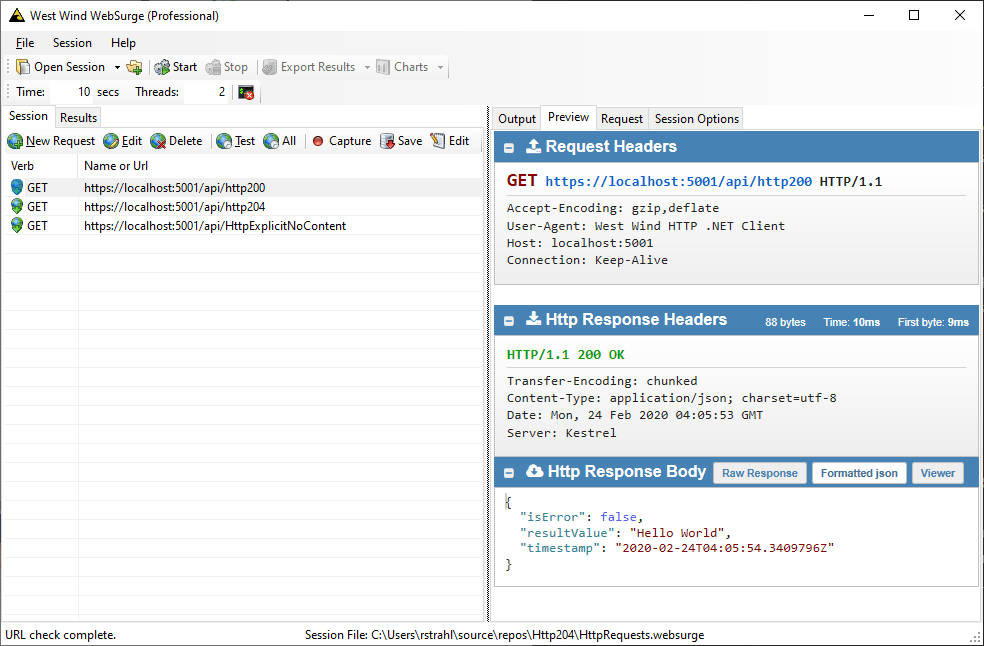 West Wind WebSurge (Professional)
File Session Help
Open Session Start Stop Export Results Charts
Time: 10 secs Threads: 2
Session Results
New Request Edit Delete Test All Capture Save Edit
Verb Name or Url
GET https://localhost:5001/api/http200
GET https://localhost:5001/api/http204
GET https://localhost:5001/api/HttpExplicitNoContent
Output Preview Request Session Options
Request Headers
GET https://localhost:5001/api/http200 HTTP/1.1
Accept-Encoding: gzip,deflate
User-Agent: West Wind HTTP .NET Client
Host: localhost:5001
Connection: Keep-Alive
Http Response Headers 88 bytes Time: 10ms First byte: 9ms
HTTP/1.1 200 OK
Transfer-Encoding: chunked
Content-Type: application/json; charset=utf-8
Date: Mon, 24 Feb 2020 04:05:53 GMT
Server: Kestrel
Http Response Body Raw Response Formatted json Viewer
{
"isError": false,
"resultValue": "Hello World",
"timestamp": "2020-02-24T04:05:54.3409796Z"
}
URL check complete. Session File: C:\Users\rstrahl\source\repos\Http204\HttpRequests.websurge